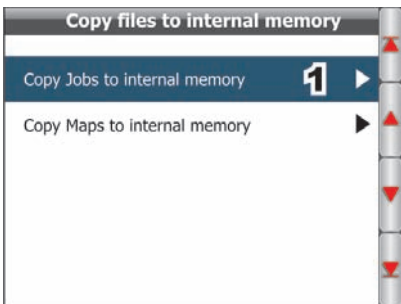 Copy files to internal memory
Copy Jobs to internal memory 1
Copy Maps to internal memory